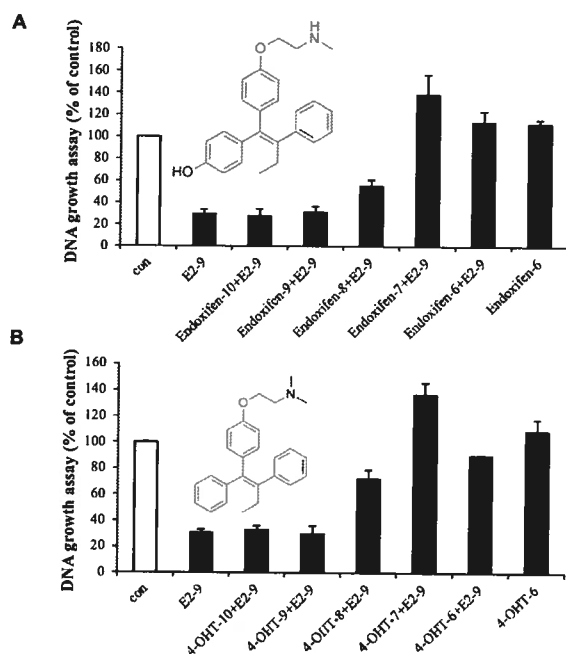 A
DNA growth assay (% of control)
180
160
140
120
100
80
60
40
20
0
H
N
O
HO
con
E2-9
Endoxifen-10+E2-9
Endoxifen-9+E2-9
Endoxifen-8+E2-9
Endoxifen-7+E2-9
Endoxifen-6+E2-9
Endoxifen-6
B
DNA growth assay (% of control)
160
140
120
100
80
60
40
20
0
O
N
con
E2-9
4-OHT-10+E2-9
4-OHT-9+E2-9
4-OHT-8+E2-9
4-OHT-7+E2-9
4-OHT-6+E2-9
4-OHT-6